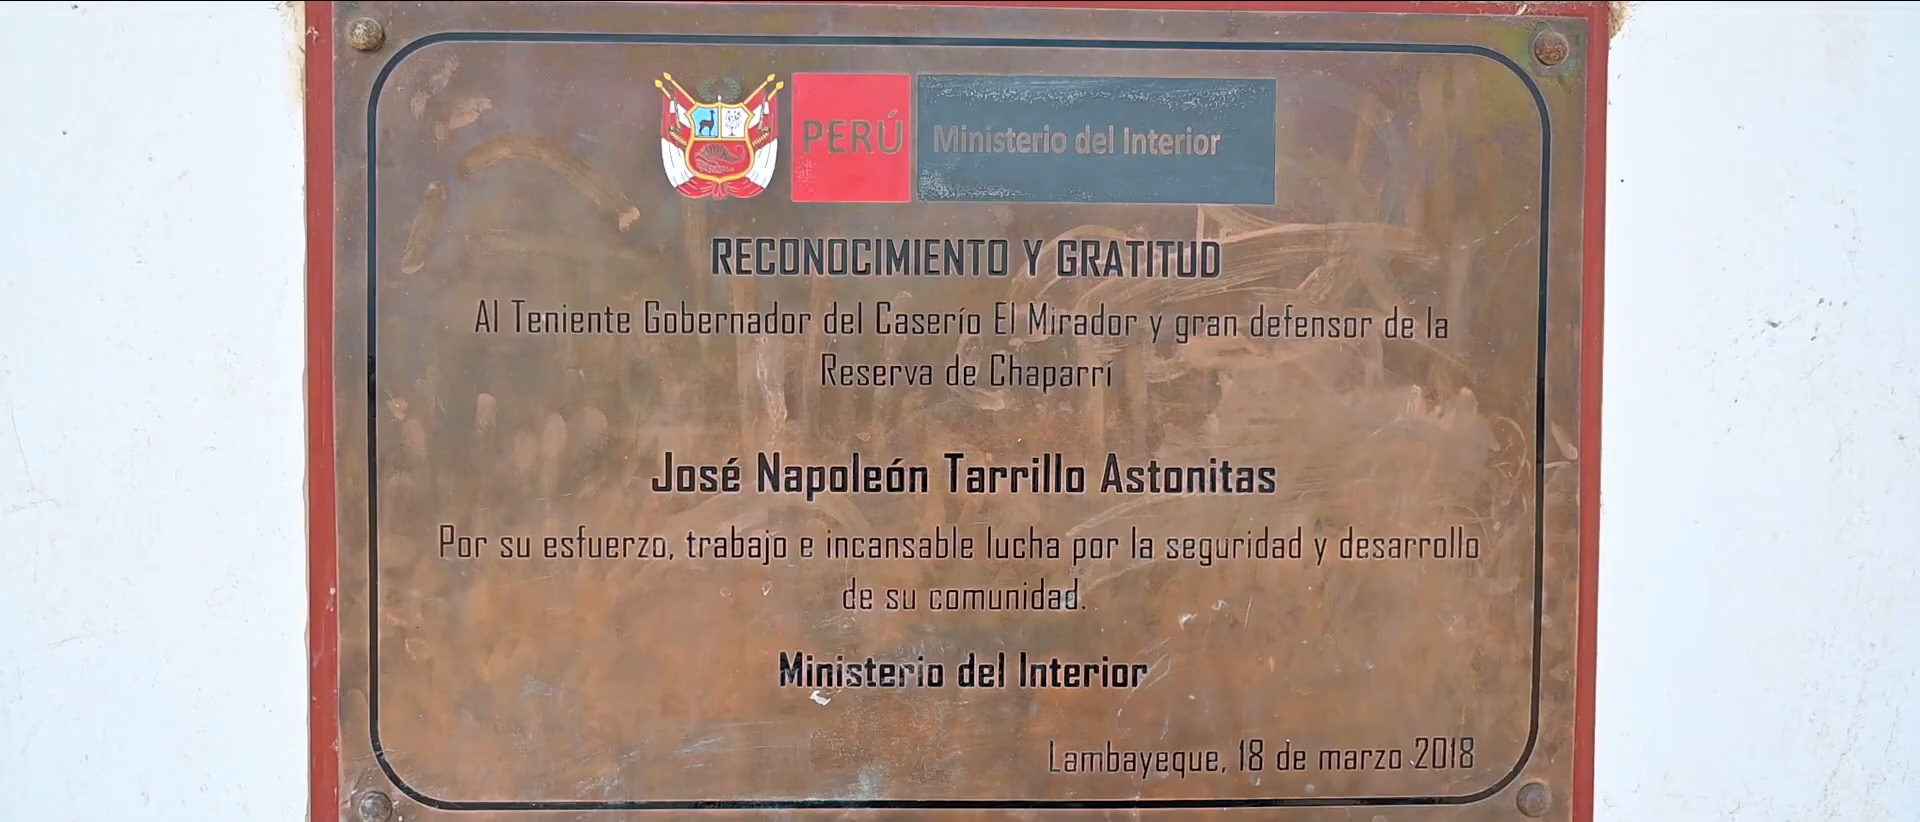 PERÚ Ministerio del Interior
RECONOCIMIENTO Y GRATITUD
Al Teniente Gobernador del Caserío El Mirador y gran defensor de la
Reserva de Chaparrí
José Napoleón Tarrillo Astonitas
Por su esfuerzo, trabajo e incansable lucha por la seguridad y desarrollo
de su comunidad.
Ministerio del Interior
Lambayeque, 18 de marzo 2018